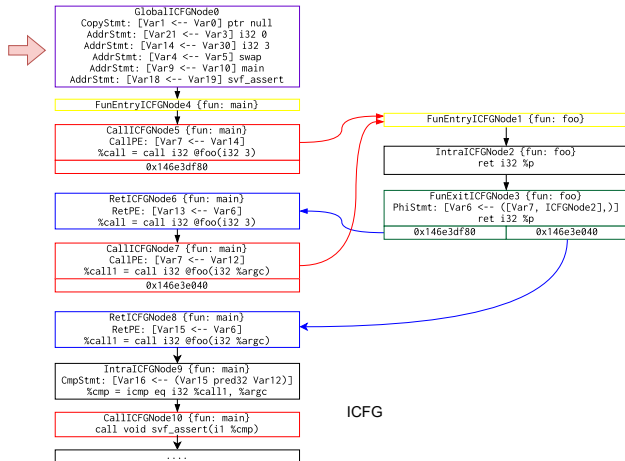 GlobalICFGNode0
CopyStmt: [Var1 <-- Var0] ptr null
AddrStmt: [Var21 <-- Var3] i32 0
AddrStmt: [Var14 <-- Var30] i32 3
AddrStmt: [Var4 <-- Var5] swap
AddrStmt: [Var9 <-- Var10] main
AddrStmt: [Var18 <-- Var19] svf_assert
FunEntryICFGNode4 {fun: main}
CallICFGNode5 {fun: main}
CallPE: [Var7 <-- Var14]
%call = call i32 @foo(i32 3)
0x146e3df80
RetICFGNode6 {fun: main}
RetPE: [Var13 <-- Var6]
%call = call i32 @foo(i32 3)
CallICFGNode7 {fun: main}
CallPE: [Var7 <-- Var12]
%call1 = call i32 @foo(i32 %argc)
0x146e3e040
RetICFGNode8 {fun: main}
RetPE: [Var15 <-- Var6]
%call1 = call i32 @foo(i32 %argc)
IntraICFGNode9 {fun: main}
CmpStmt: [Var16 <-- (Var15 pred32 Var12)]
%cmp = icmp eq i32 %call1, %argc
CallICFGNode10 {fun: main}
call void svf_assert(i1 %cmp)
....
FunEntryICFGNode1 {fun: foo}
IntraICFGNode2 {fun: foo}
ret i32 %p
FunExitICFGNode3 {fun: foo}
PhiStmt: [Var6 <-- ([Var7, ICFGNode2],)]
ret i32 %p
0x146e3df80 0x146e3e040
ICFG